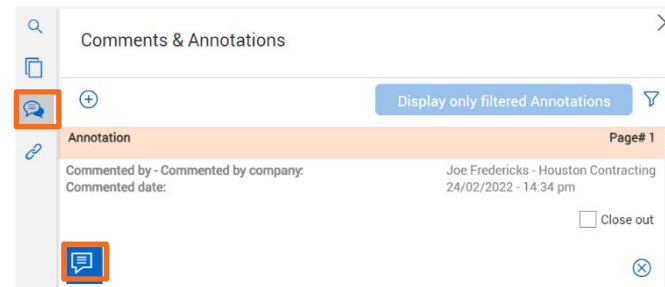 Comments & Annotations
Display only filtered Annotations
Annotation Page# 1
Commented by - Commented by company: Joe Fredericks - Houston Contracting
Commented date: 24/02/2022 - 14:34 pm
Close out